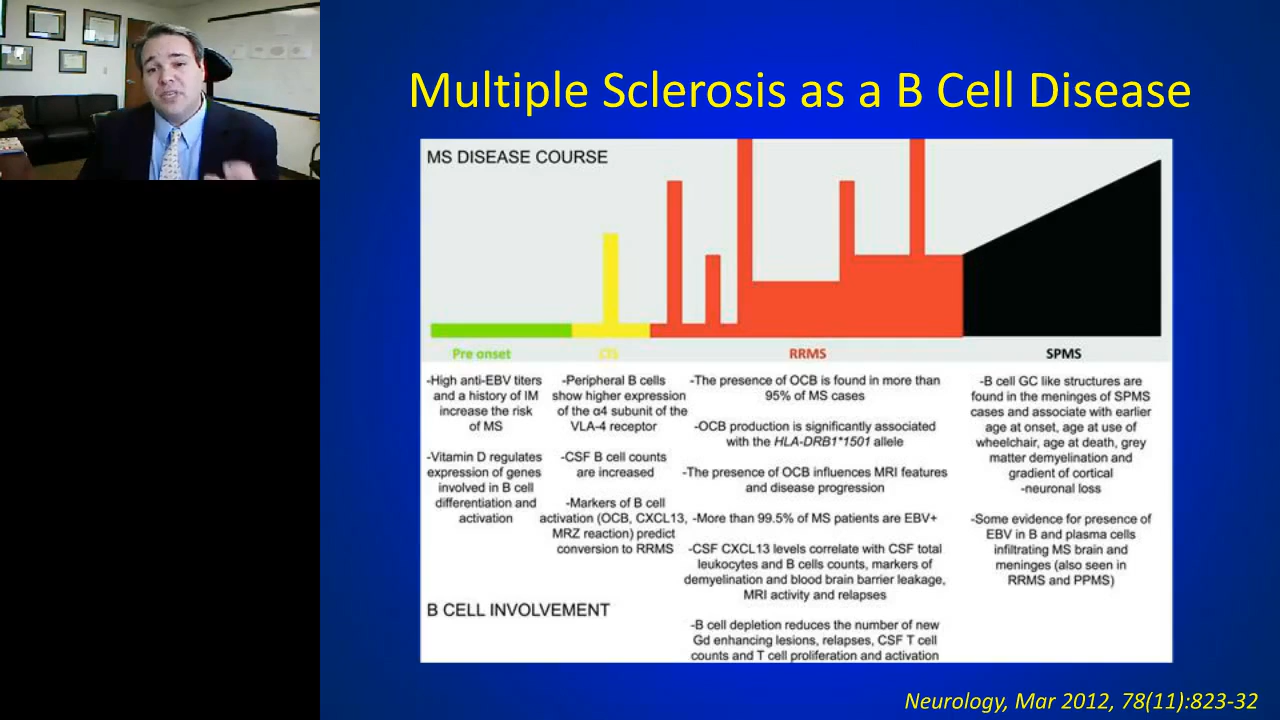 Multiple Sclerosis as a B Cell Disease
MS DISEASE COURSE
Pre onset
CIS
RRMS
SPMS
-High anti-EBV titers
and a history of IM
increase the risk
of MS
-Vitamin D regulates
expression of genes
involved in B cell
differentiation and
activation
-Peripheral B cells
show higher expression
of the α4 subunit of the
VLA-4 receptor
-CSF B cell counts
are increased
-Markers of B cell
activation (OCB, CXCL13,
MRZ reaction) predict
conversion to RRMS
-The presence of OCB is found in more than
95% of MS cases
-OCB production is significantly associated
with the HLA-DRB1*1501 allele
-The presence of OCB influences MRI features
and disease progression
-More than 99.5% of MS patients are EBV+
-CSF CXCL13 levels correlate with CSF total
leukocytes and B cells counts, markers of
demyelination and blood brain barrier leakage,
MRI activity and relapses
-B cell depletion reduces the number of new
Gd enhancing lesions, relapses, CSF T cell
counts and T cell proliferation and activation
-B cell GC like structures are
found in the meninges of SPMS
cases and associate with earlier
age at onset, age at use of
wheelchair, age at death, grey
matter demyelination and
gradient of cortical
-neuronal loss
-Some evidence for presence of
EBV in B and plasma cells
infiltrating MS brain and
meninges (also seen in
RRMS and PPMS)
B CELL INVOLVEMENT
Neurology, Mar 2012, 78(11):823-32